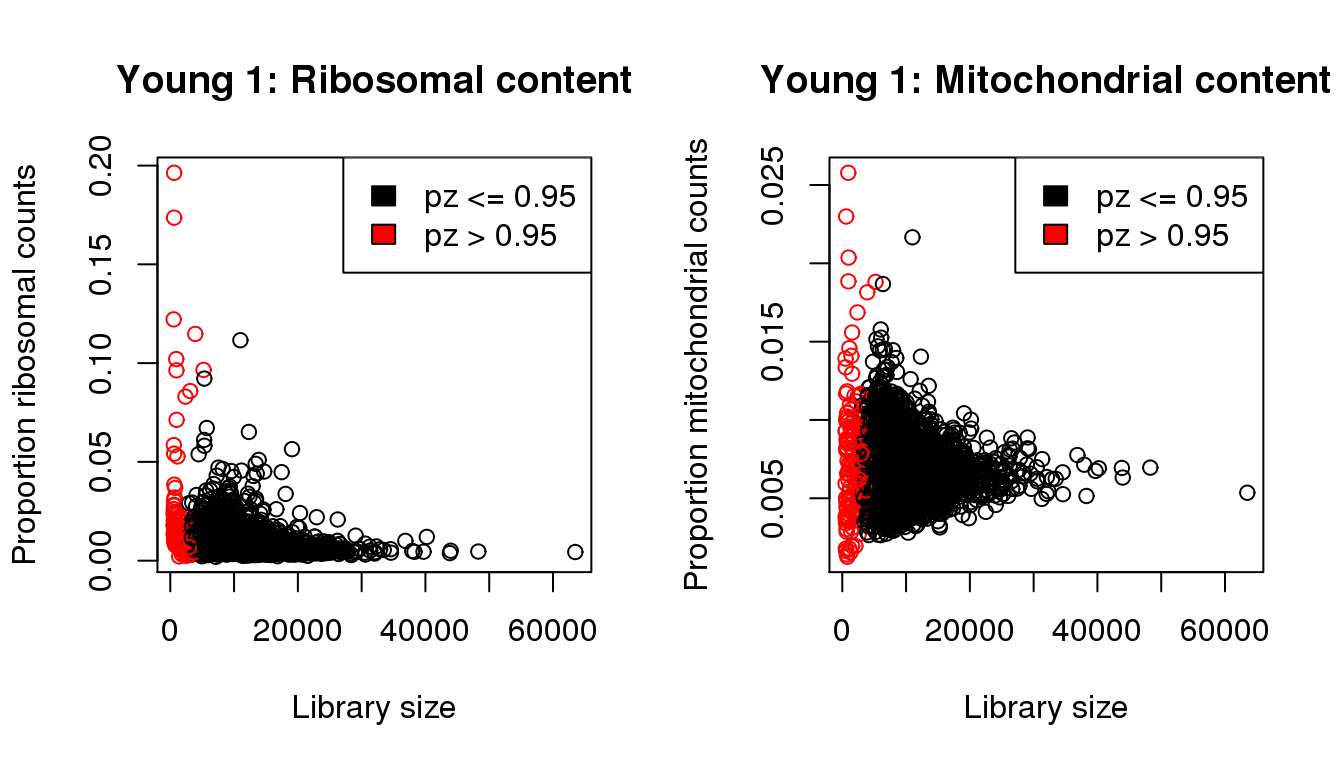 Young 1: Ribosomal content
Proportion ribosomal counts
0.20
0.15
0.10
0.05
0.00
pz <= 0.95
pz > 0.95
0
20000
40000
60000
Library size
Young 1: Mitochondrial content
Proportion mitochondrial counts
0.025
0.015
0.005
pz <= 0.95
pz > 0.95
0
20000
40000
60000
Library size